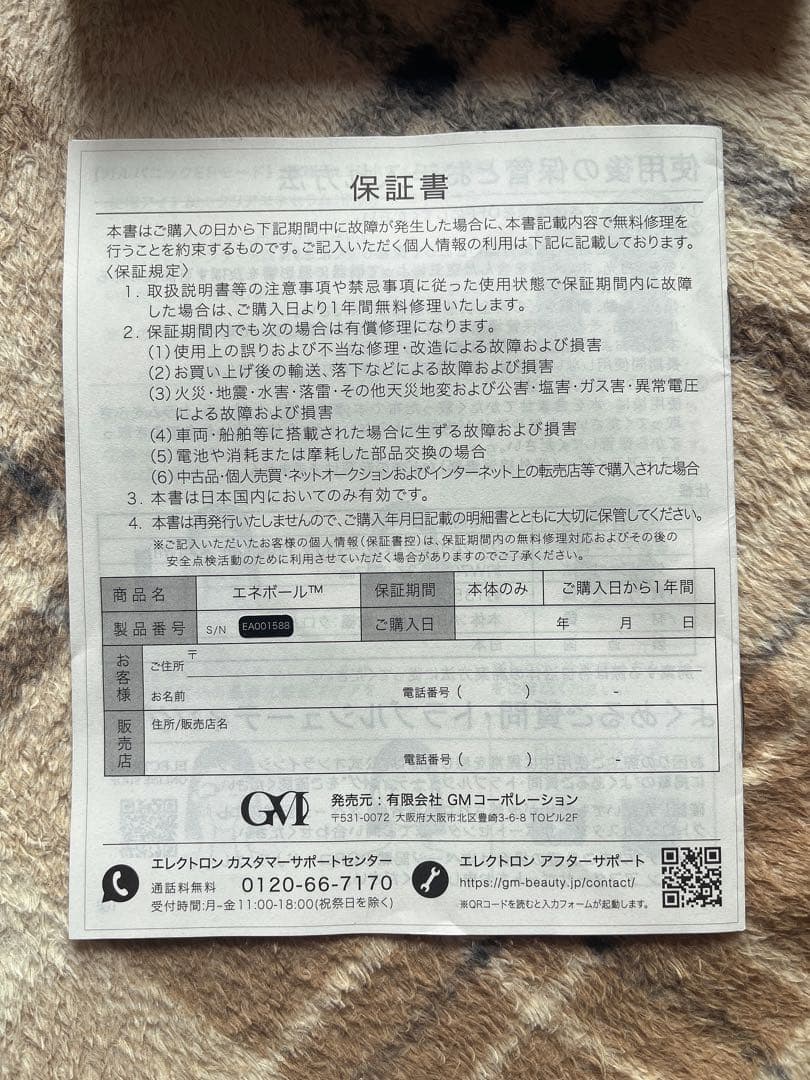 保証書
本書はご購入の日から下記期間中に故障が発生した場合に、本書記載内容で無料修理を
行うことを約束するものです。ご記入いただく個人情報の利用は下記に記載しております。
〈保証規定〉
1. 取扱説明書等の注意事項や禁忌事項に従った使用状態で保証期間内に故障
した場合は、ご購入日より1年間無料修理いたします。
2. 保証期間内でも次の場合は有償修理になります。
(1)使用上の誤りおよび不当な修理・改造による故障および損害
(2)お買い上げ後の輸送、落下などによる故障および損害
(3)火災・地震・水害・落雷・その他天災地変および公害・塩害・ガス害・異常電圧
による故障および損害
(4)車両・船舶等に搭載された場合に生ずる故障および損害
(5)電池や消耗または摩耗した部品交換の場合
(6)中古品・個人売買・ネットオークションおよびインターネット上の転売店等で購入された場合
3. 本書は日本国内においてのみ有効です。
4. 本書は再発行いたしませんので、ご購入年月日記載の明細書とともに大切に保管してください。
※ご記入いただいたお客様の個人情報(保証書控)は、保証期間内の無料修理対応およびその後の
安全点検活動のために利用させていただく場合がありますのでご了承ください。
商品名 エネボール™ 保証期間 本体のみ ご購入日から1年間
製品番号 S/N EA001588 ご購入日 年 月 日
お客様 ご住所 〒
お名前 電話番号 ( ) -
販売店 住所/販売店名
電話番号 ( ) -
GM 発売元:有限会社 GMコーポレーション
〒531-0072 大阪府大阪市北区豊崎3-6-8 TOビル2F
エレクトロン カスタマーサポートセンター
通話料無料 0120-66-7170
受付時間:月-金11:00-18:00(祝祭日を除く)
エレクトロン アフターサポート
https://gm-beauty.jp/contact/
※QRコードを読むと入力フォームが起動します。